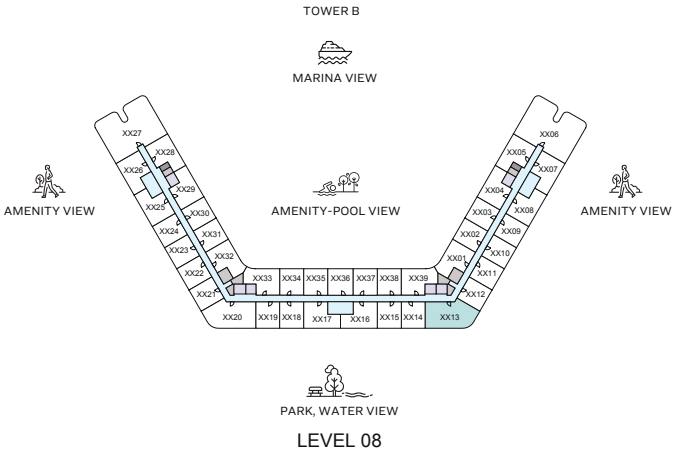 TOWER B
MARINA VIEW
XX27
XX06
XX28
XX05
XX26
XX07
XX29
XX04
XX25
XX08
XX30
XX03
XX24
XX09
XX31
XX02
XX23
XX10
XX32
XX01
XX22
XX11
XX21
XX12
XX33
XX34
XX35
XX36
XX37
XX38
XX39
XX20
XX19
XX18
XX17
XX16
XX15
XX14
XX13
AMENITY VIEW
AMENITY-POOL VIEW
AMENITY VIEW
PARK, WATER VIEW
LEVEL 08